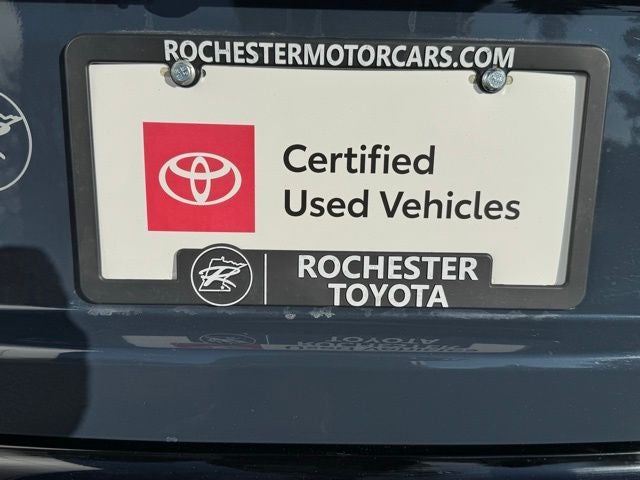 ROCHESTERMOTORCARS.COM
Certified
Used Vehicles
ROCHESTER
TOYOTA